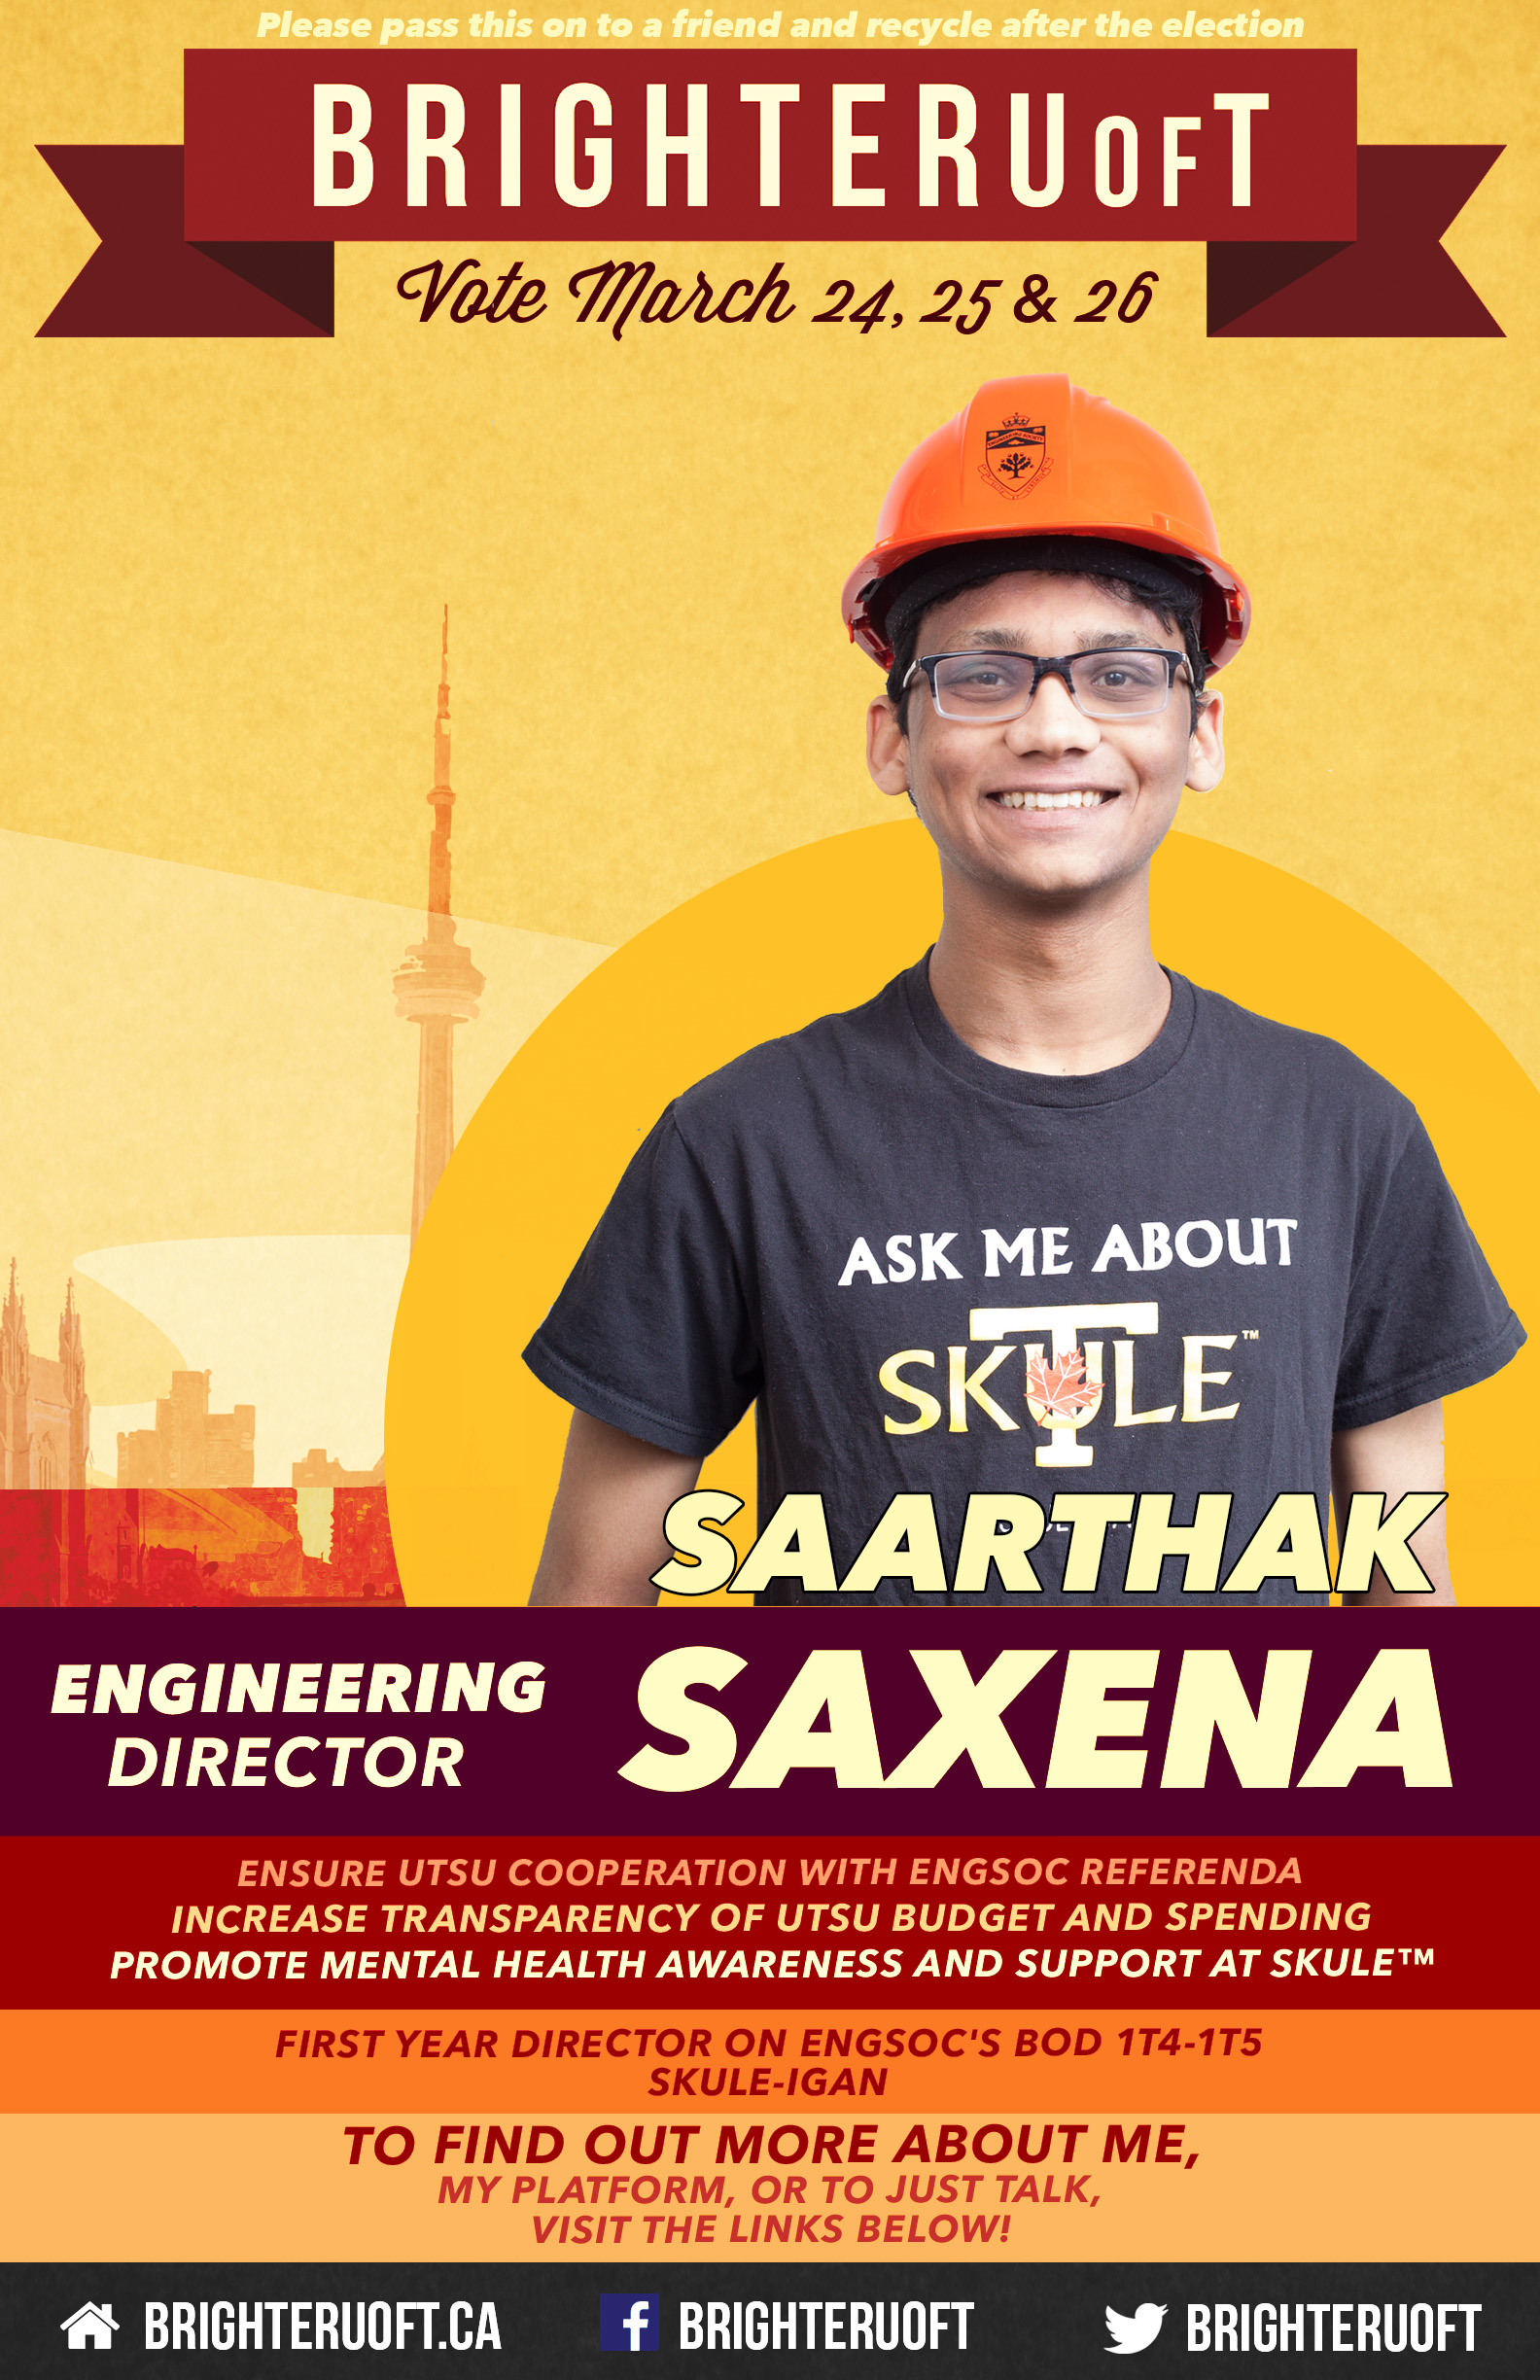 Please pass this on to a friend and recycle after the election
BRIGHTERUOFT
Vote March 24, 25 & 26
ASK ME ABOUT
SKULE™
SAARTHAK
ENGINEERING
DIRECTOR
SAXENA
ENSURE UTSU COOPERATION WITH ENGSOC REFERENDA
INCREASE TRANSPARENCY OF UTSU BUDGET AND SPENDING
PROMOTE MENTAL HEALTH AWARENESS AND SUPPORT AT SKULE™
FIRST YEAR DIRECTOR ON ENGSOC'S BOD 1T4-1T5
SKULE-IGAN
TO FIND OUT MORE ABOUT ME,
MY PLATFORM, OR TO JUST TALK,
VISIT THE LINKS BELOW!
BRIGHTERUOFT.CA
BRIGHTERUOFT
BRIGHTERUOFT